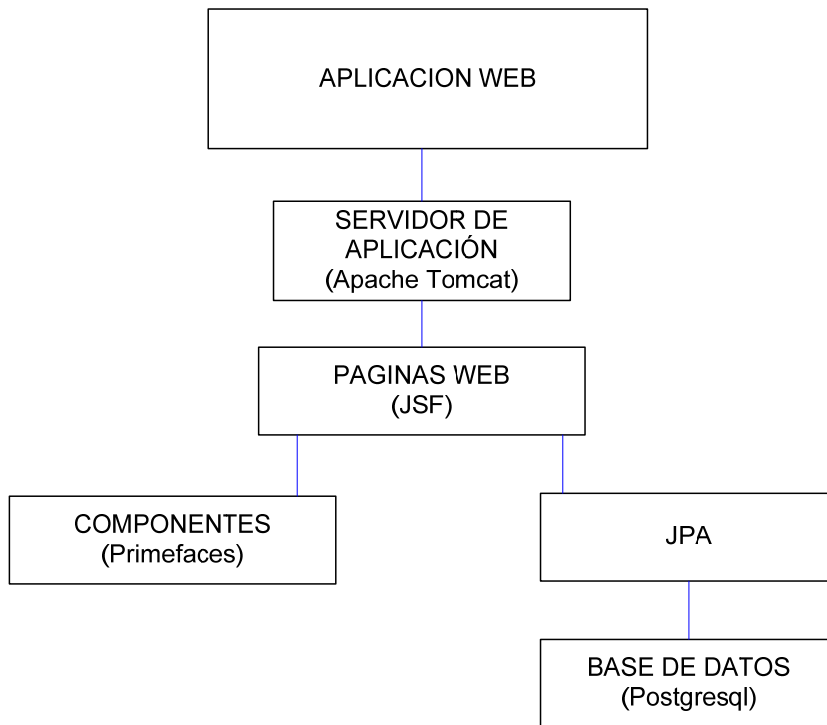 APLICACION WEB
SERVIDOR DE
APLICACIÓN
(Apache Tomcat)
PAGINAS WEB
(JSF)
COMPONENTES
(Primefaces)
JPA
BASE DE DATOS
(Postgresql)